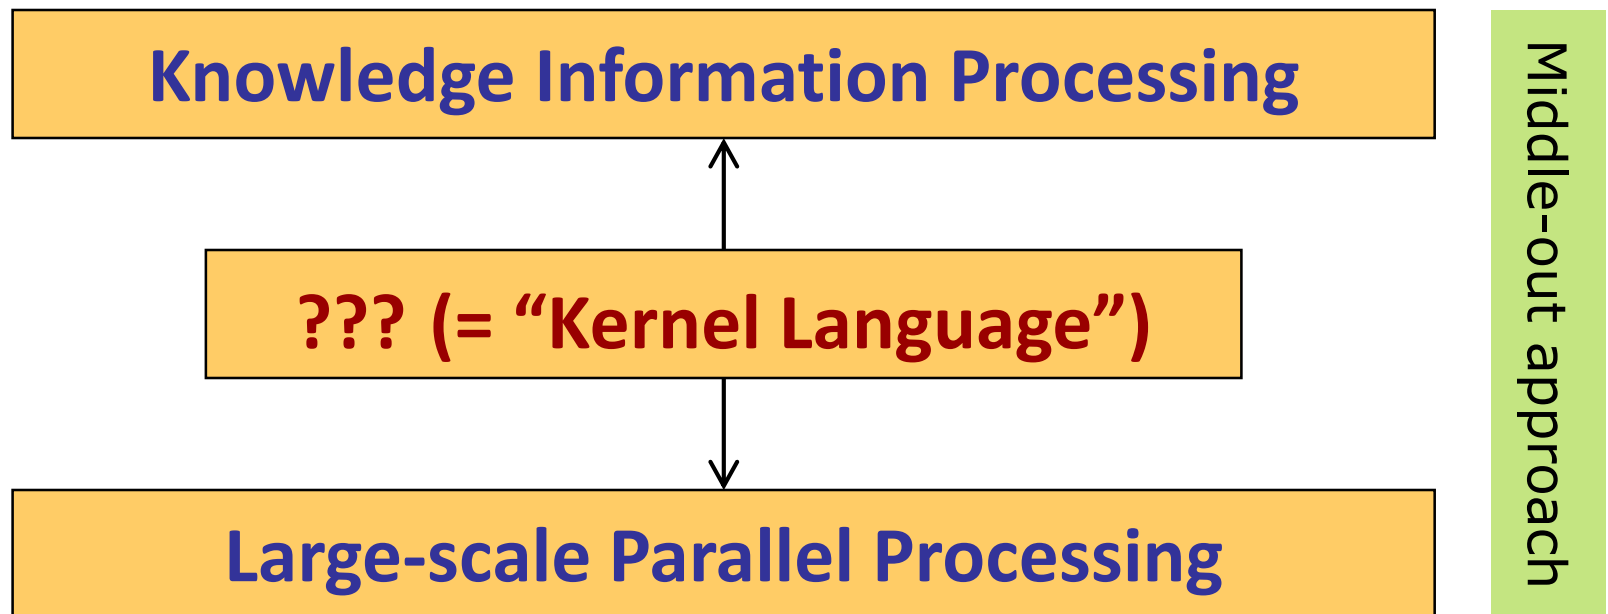 Knowledge Information Processing
??? (= “Kernel Language”)
Large-scale Parallel Processing
Middle-out approach